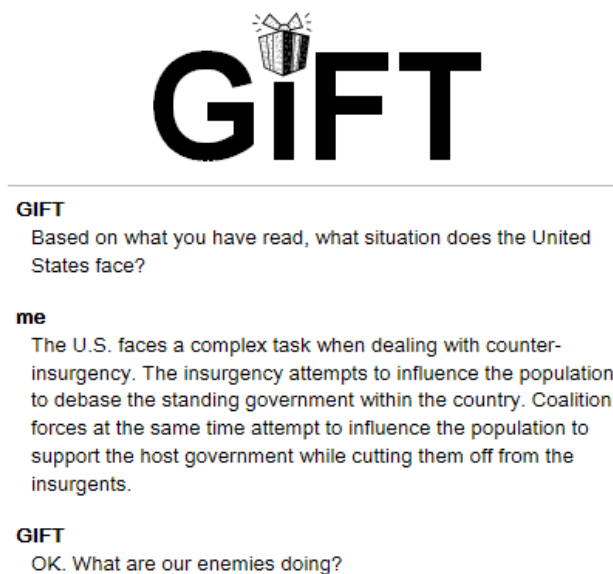 GiFT
GIFT
Based on what you have read, what situation does the United
States face?
me
The U.S. faces a complex task when dealing with counter-
insurgency. The insurgency attempts to influence the population
to debase the standing government within the country. Coalition
forces at the same time attempt to influence the population to
support the host government while cutting them off from the
insurgents.
GIFT
OK. What are our enemies doing?